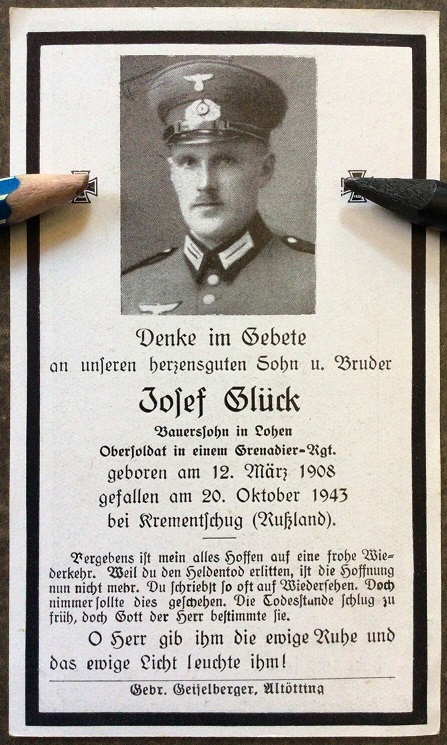 Denke im Gebete
an unsern herzensguten Sohn u. Bruder
Josef Glück
Bauerssohn in Lohen
Obersoldat in einem Grenadier-Rgt.
geboren am 12. März 1908
gefallen am 20. Oktober 1943
bei Krementschug (Rußland).
Vergebens ist mein alles Hoffen auf eine frohe Wie-
derkehr. Weil du den Heldentod erlitten, ist die Hoffnung
nun nicht mehr. Du schriebst so oft auf Wiedersehen. Doch
nimmer sollte dies geschehen. Die Todesstunde schlug zu
früh, doch Gott der Herr bestimmte sie.
O Herr gib ihm die ewige Ruhe und
das ewige Licht leuchte ihm!
Gebr. Geiselberger, Altötting